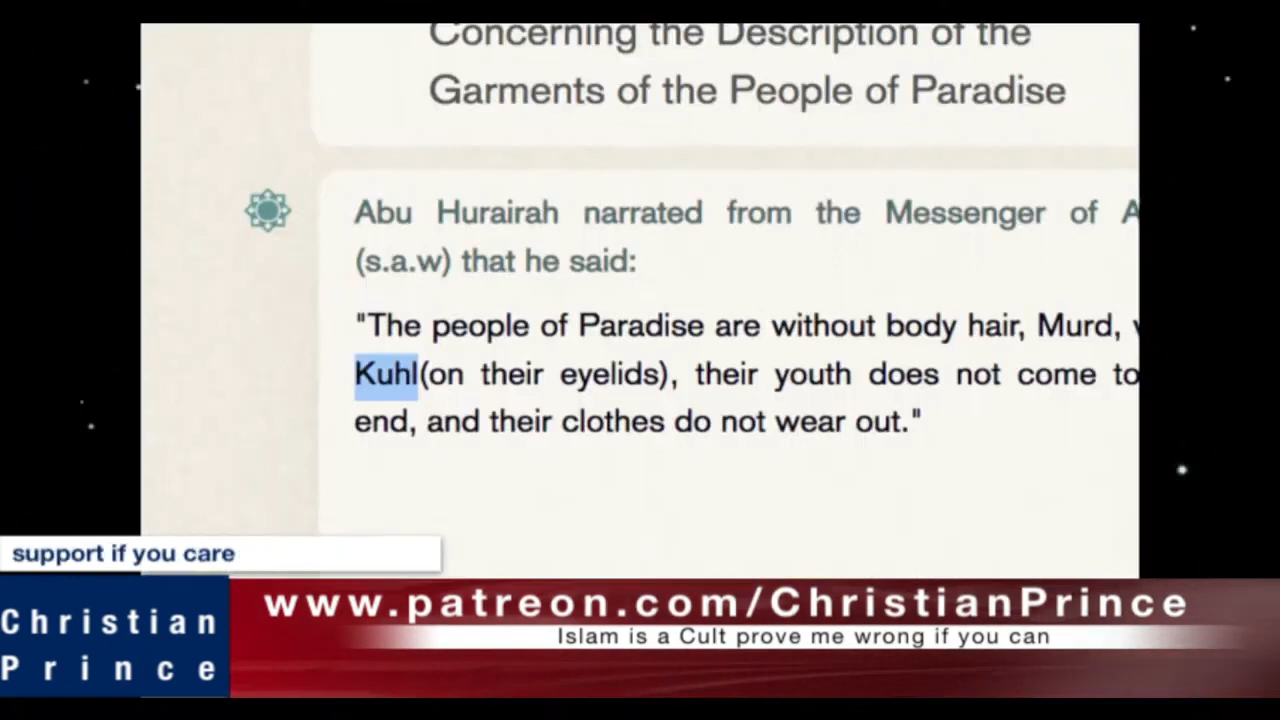 Concerning the Description of the
Garments of the People of Paradise
Abu Hurairah narrated from the Messenger of
(s.a.w) that he said:
"The people of Paradise are without body hair, Murd,
Kuhl(on their eyelids), their youth does not come to
end, and their clothes do not wear out."
support if you care
Christian
Prince
www.patreon.com/ChristianPrince
Islam is a Cult prove me wrong if you can